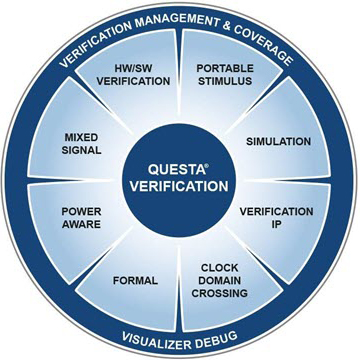 VERIFICATION MANAGEMENT & COVERAGE
HW/SW
VERIFICATION
PORTABLE
STIMULUS
MIXED
SIGNAL
SIMULATION
QUESTA®
VERIFICATION
POWER
AWARE
VERIFICATION
IP
FORMAL
CLOCK
DOMAIN
CROSSING
VISUALIZER DEBUG